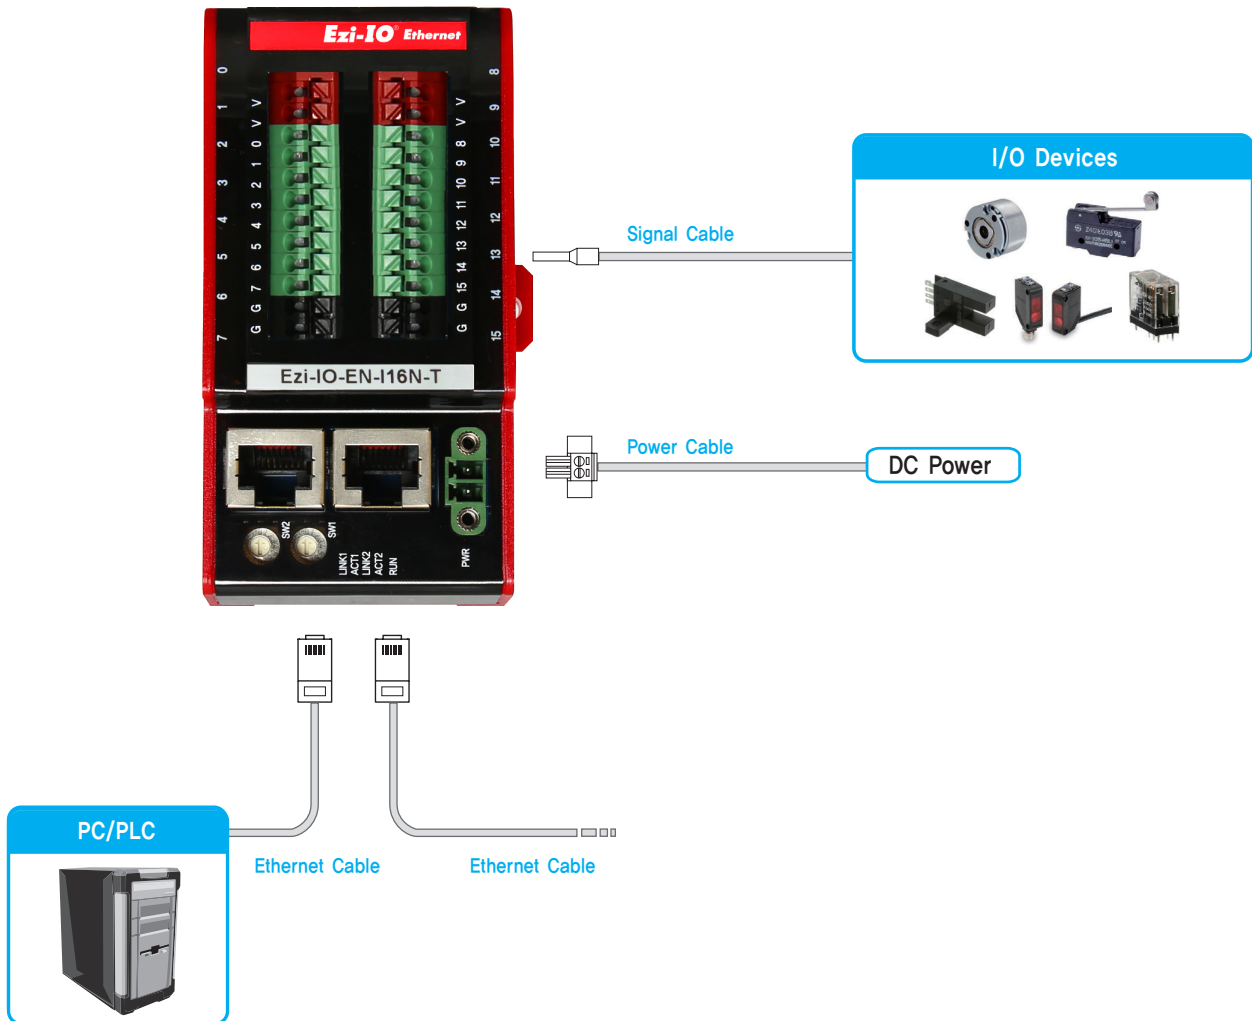 Ezi-IO® Ethernet
0
1
2
3
4
5
6
7
V
V
0
1
2
3
4
5
6
7
G
G
V
V
8
9
10
11
12
13
14
15
G
G
8
9
10
11
12
13
14
15
Ezi-IO-EN-I16N-T
SW2
SW1
LINK1
ACT1
LINK2
ACT2
RUN
PWR
Signal Cable
I/O Devices
Power Cable
DC Power
PC/PLC
Ethernet Cable
Ethernet Cable